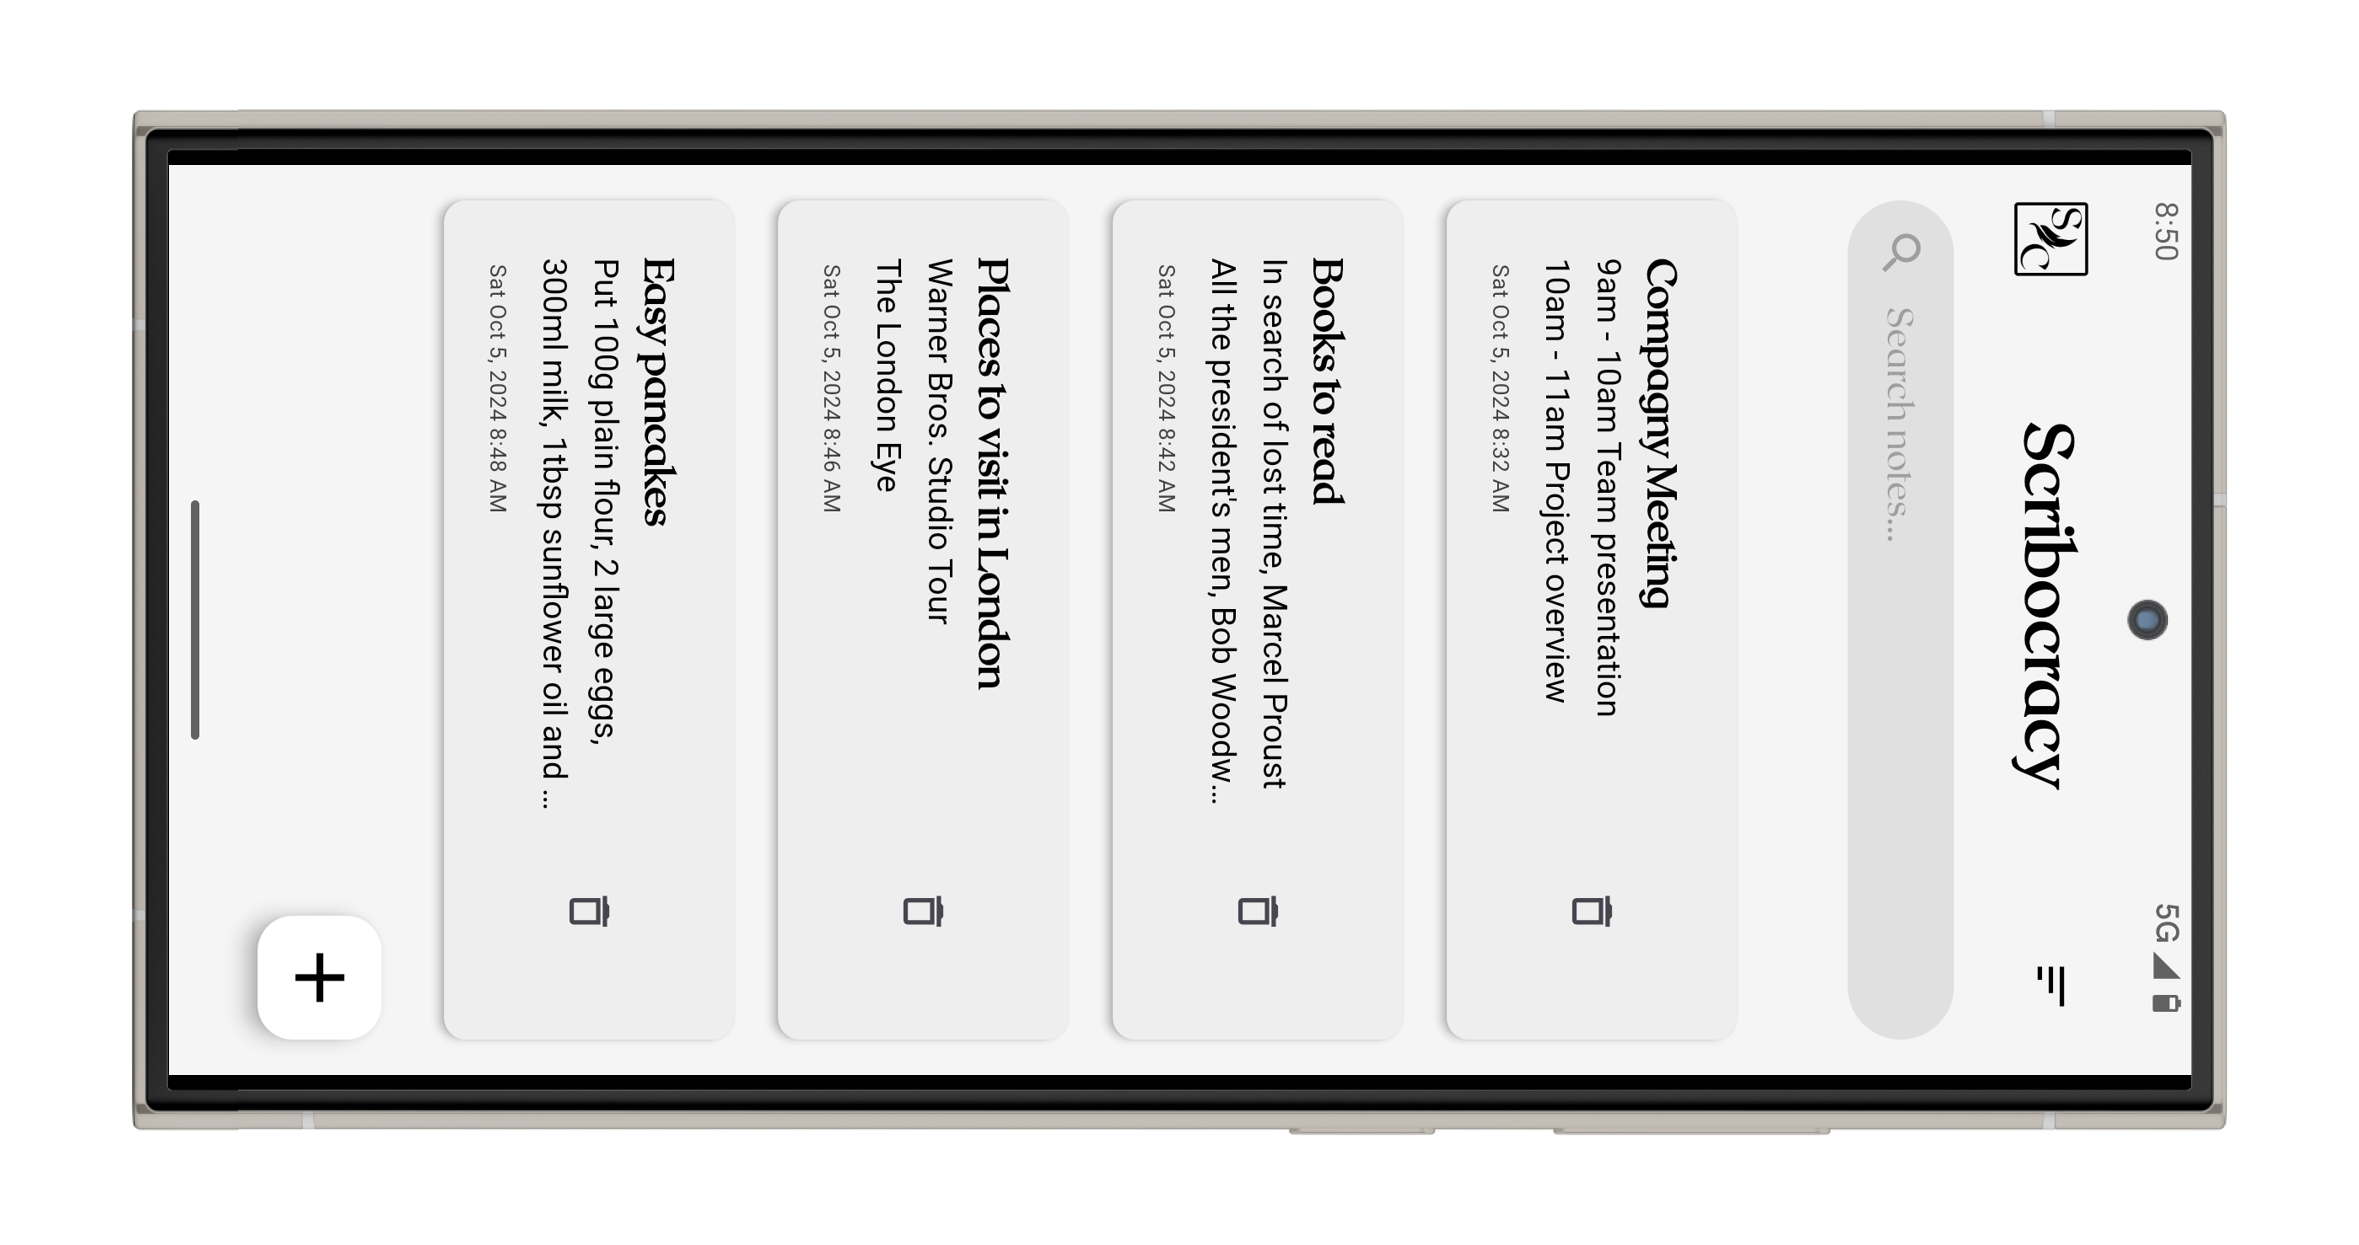 8:50
5G
SC
Scribocracy
Search notes...
Compagny Meeting
9am - 10am Team presentation
10am - 11am Project overview
Sat Oct 5, 2024 8:32 AM
Books to read
In search of lost time, Marcel Proust
All the president's men, Bob Woodw...
Sat Oct 5, 2024 8:42 AM
Places to visit in London
Warner Bros. Studio Tour
The London Eye
Sat Oct 5, 2024 8:46 AM
Easy pancakes
Put 100g plain flour, 2 large eggs,
300ml milk, 1tbsp sunflower oil and ...
Sat Oct 5, 2024 8:48 AM